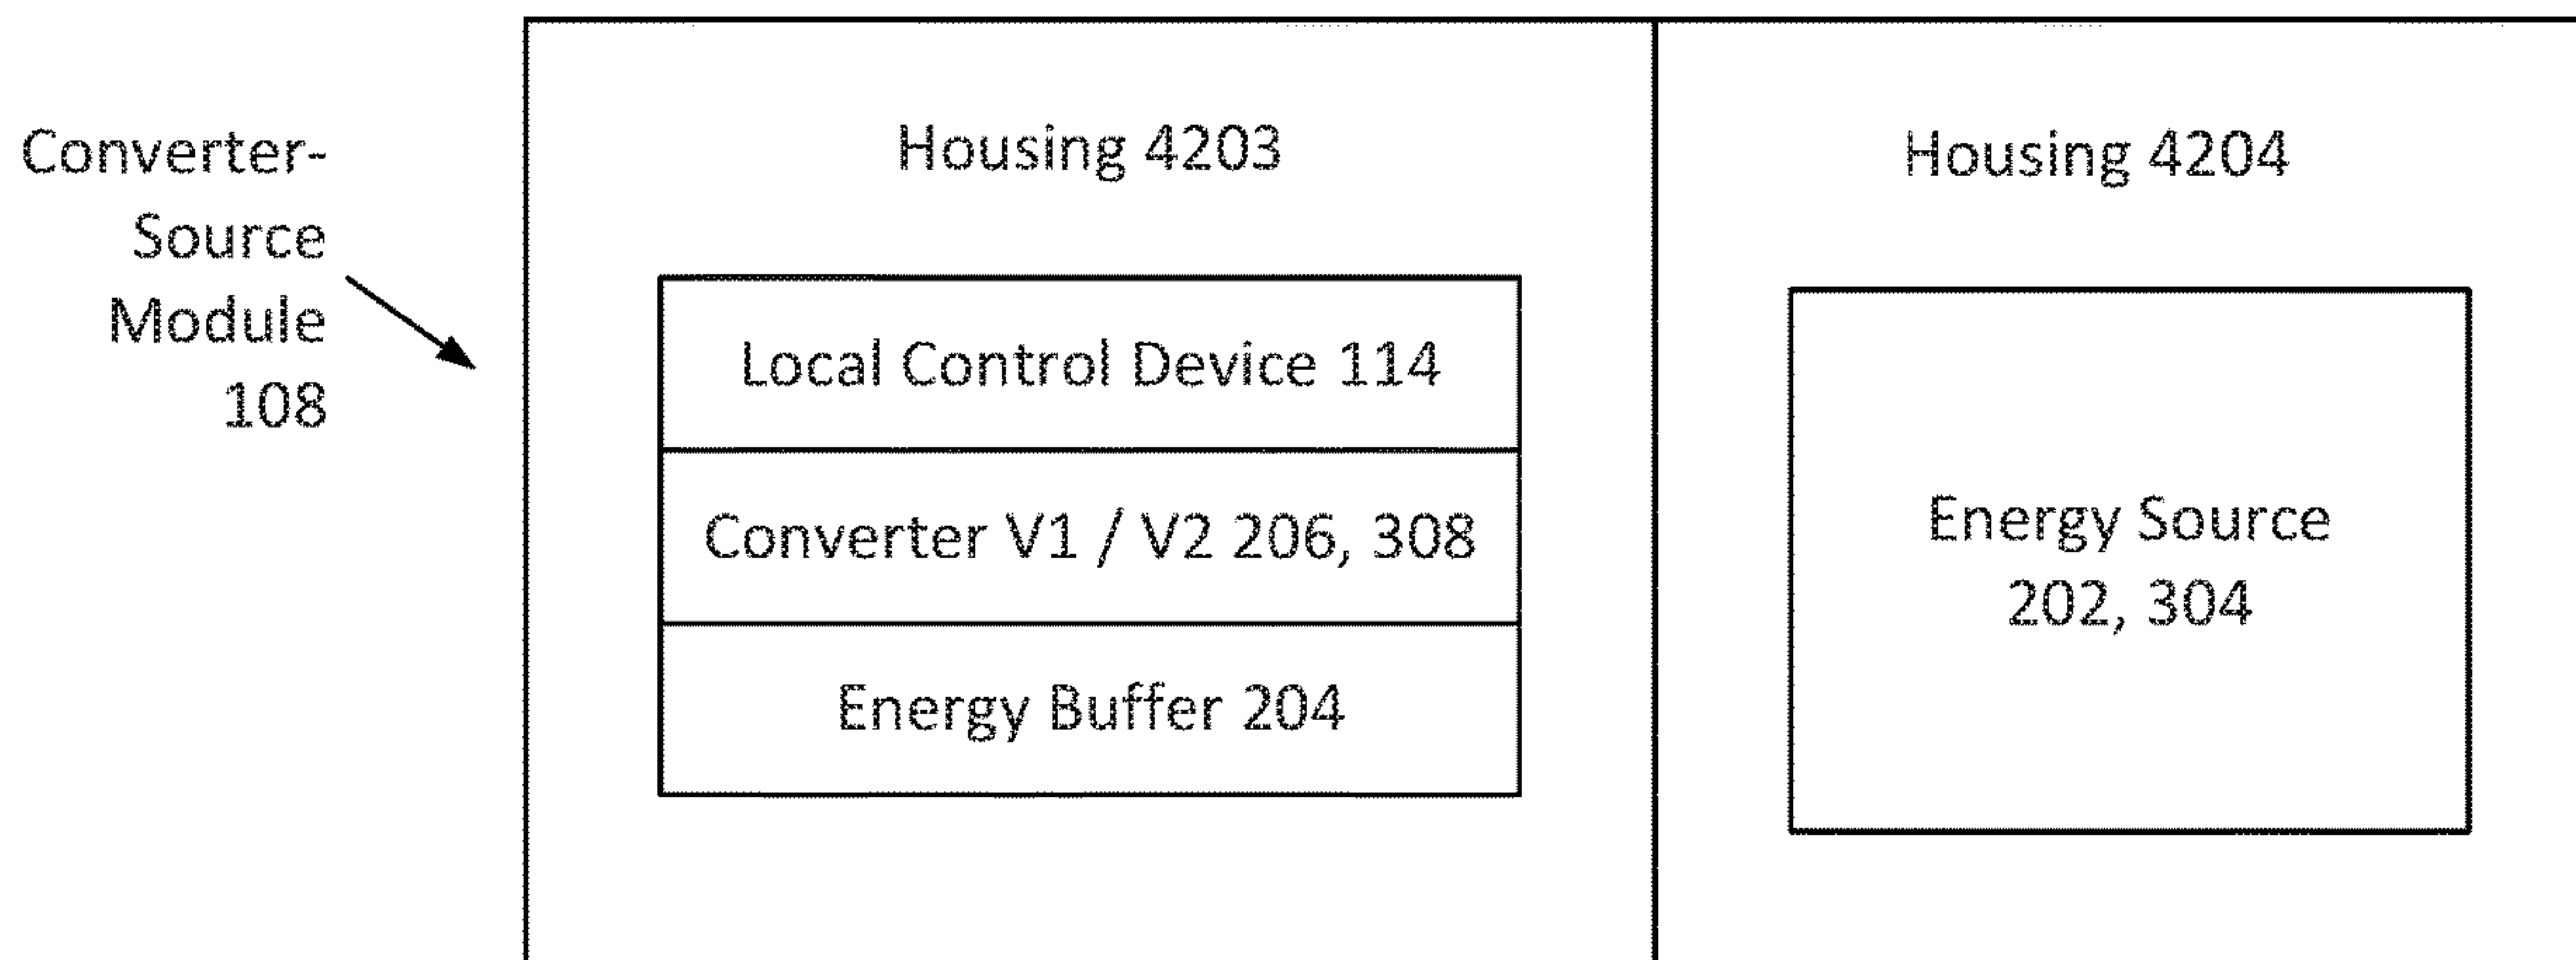 Converter-
Source
Module
108
Housing 4203
Local Control Device 114
Converter V1 / V2 206, 308
Energy Buffer 204
Housing 4204
Energy Source
202, 304